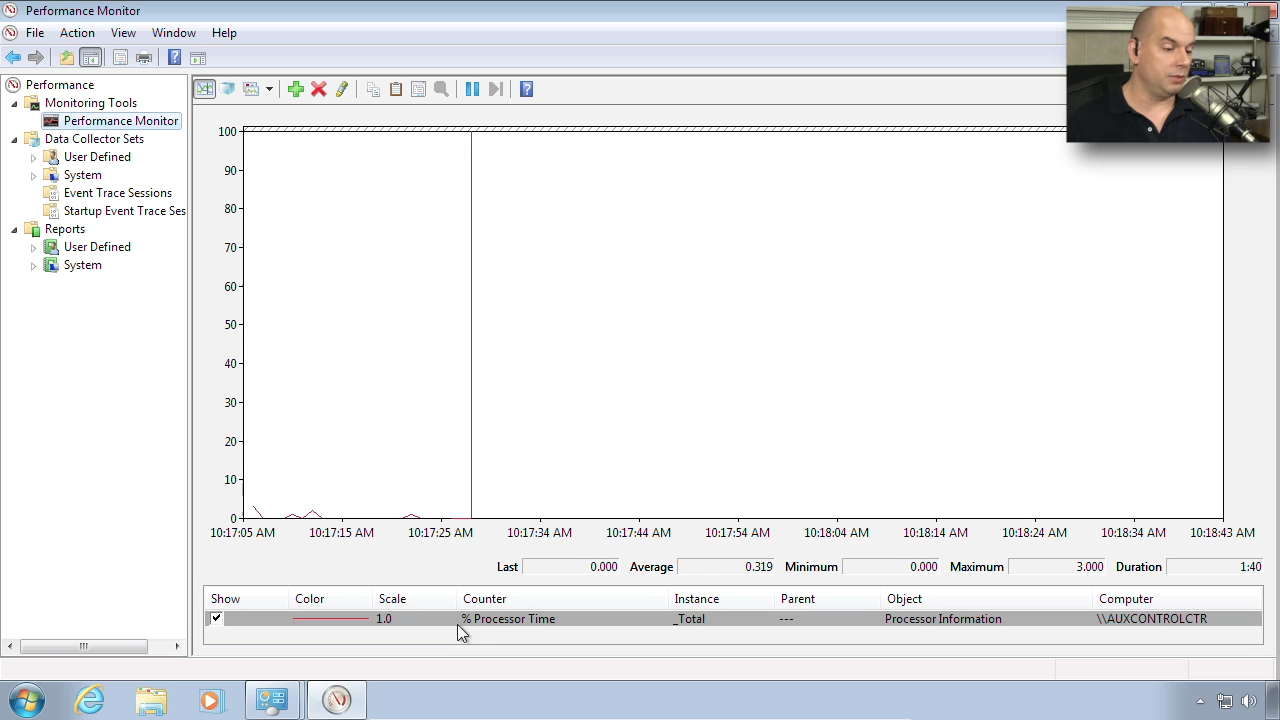 Performance Monitor
File Action View Window Help
Performance
Monitoring Tools
Performance Monitor
Data Collector Sets
User Defined
System
Event Trace Sessions
Startup Event Trace Ses
Reports
User Defined
System
100
90
80
70
60
50
40
30
20
10
0
10:17:05 AM 10:17:15 AM 10:17:25 AM 10:17:34 AM 10:17:44 AM 10:17:54 AM 10:18:04 AM 10:18:14 AM 10:18:24 AM 10:18:34 AM 10:18:43 AM
Last 0.000 Average 0.319 Minimum 0.000 Maximum 3.000 Duration 1:40
Show Color Scale Counter Instance Parent Object Computer
1.0 % Processor Time _Total --- Processor Information \\AUXCONTROLCTR